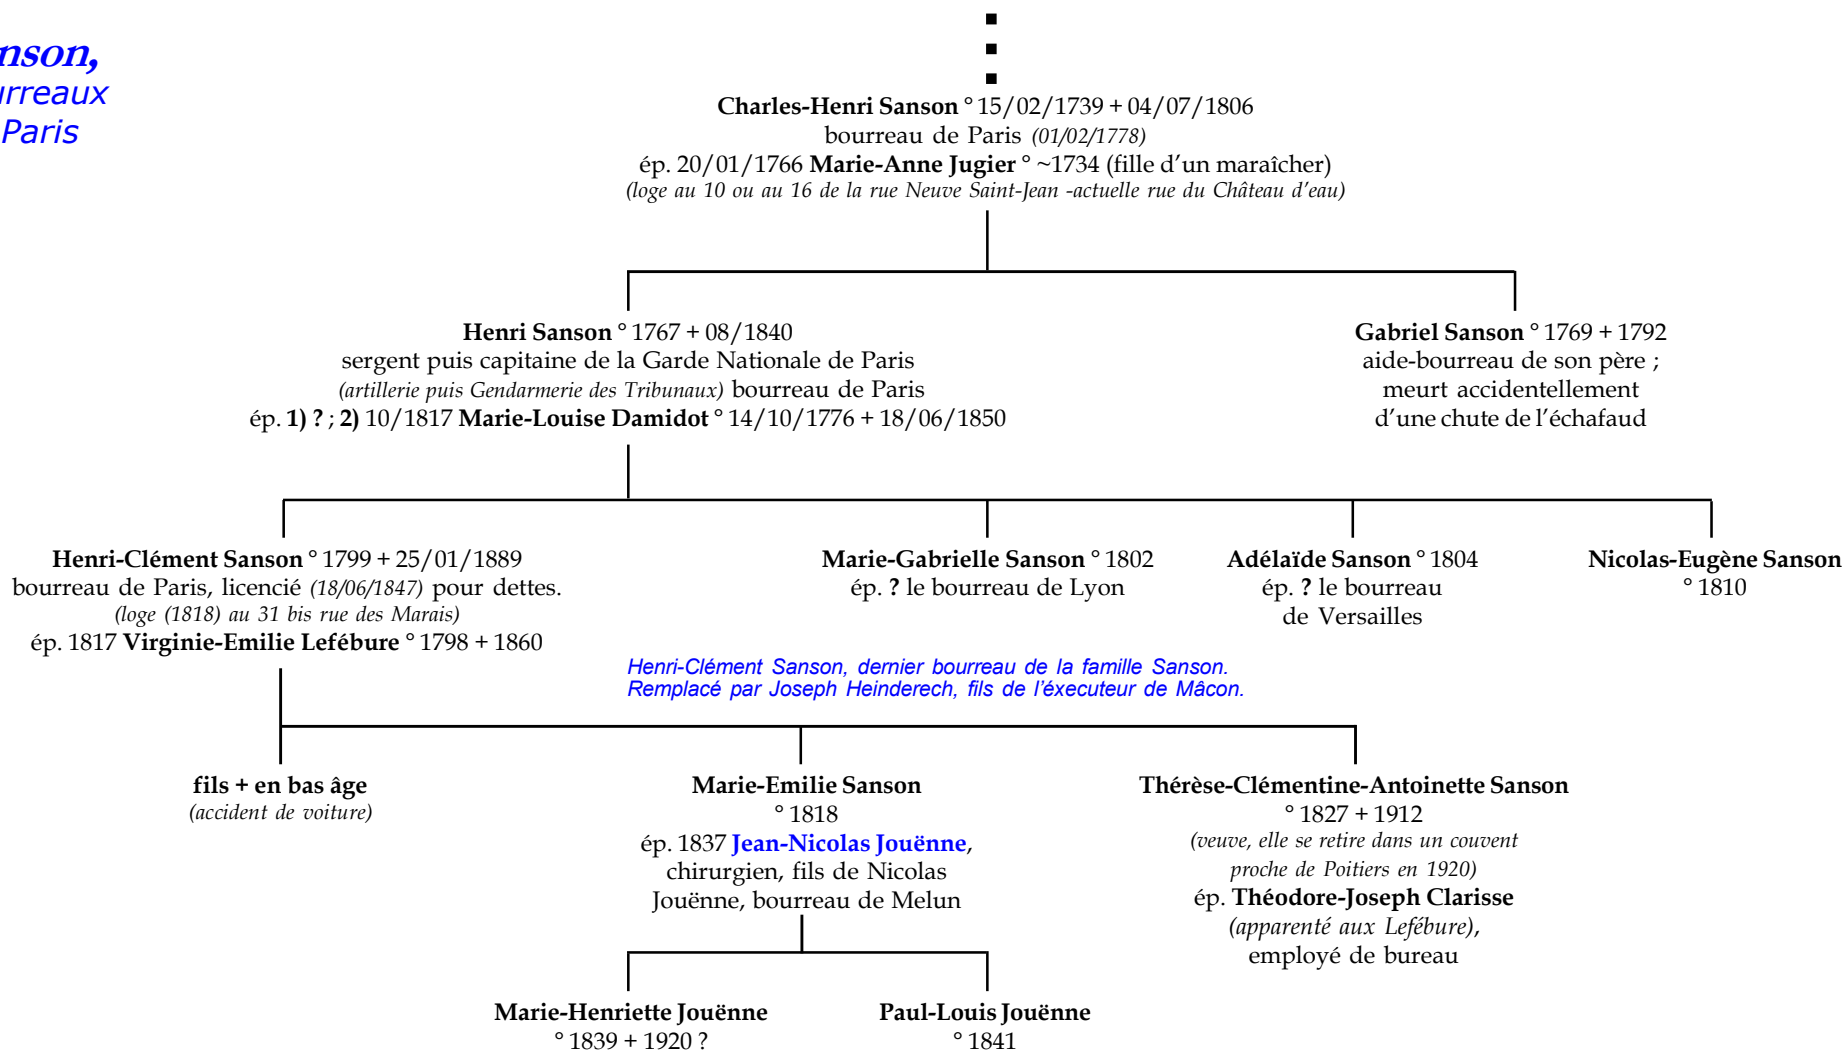 nson,
urreaux
Paris
Charles-Henri Sanson ° 15/02/1739 + 04/07/1806
bourreau de Paris (01/02/1778)
ép. 20/01/1766 Marie-Anne Jugier ° ~1734 (fille d'un maraîcher)
(loge au 10 ou au 16 de la rue Neuve Saint-Jean -actuelle rue du Château d'eau)
Henri Sanson ° 1767 + 08/1840
sergent puis capitaine de la Garde Nationale de Paris
(artillerie puis Gendarmerie des Tribunaux) bourreau de Paris
ép. 1) ? ; 2) 10/1817 Marie-Louise Damidot ° 14/10/1776 + 18/06/1850
Gabriel Sanson ° 1769 + 1792
aide-bourreau de son père ;
meurt accidentellement
d'une chute de l'échafaud
Henri-Clément Sanson ° 1799 + 25/01/1889
bourreau de Paris, licencié (18/06/1847) pour dettes.
(loge (1818) au 31 bis rue des Marais)
ép. 1817 Virginie-Emilie Lefébure ° 1798 + 1860
Marie-Gabrielle Sanson ° 1802
ép. ? le bourreau de Lyon
Adélaïde Sanson ° 1804
ép. ? le bourreau
de Versailles
Nicolas-Eugène Sanson
° 1810
Henri-Clément Sanson, dernier bourreau de la famille Sanson.
Remplacé par Joseph Heinderech, fils de l'éxecuteur de Mâcon.
fils + en bas âge
(accident de voiture)
Marie-Emilie Sanson
° 1818
ép. 1837 Jean-Nicolas Jouënne,
chirurgien, fils de Nicolas
Jouënne, bourreau de Melun
Thérèse-Clémentine-Antoinette Sanson
° 1827 + 1912
(veuve, elle se retire dans un couvent
proche de Poitiers en 1920)
ép. Théodore-Joseph Clarisse
(apparenté aux Lefébure),
employé de bureau
Marie-Henriette Jouënne
° 1839 + 1920 ?
Paul-Louis Jouënne
° 1841